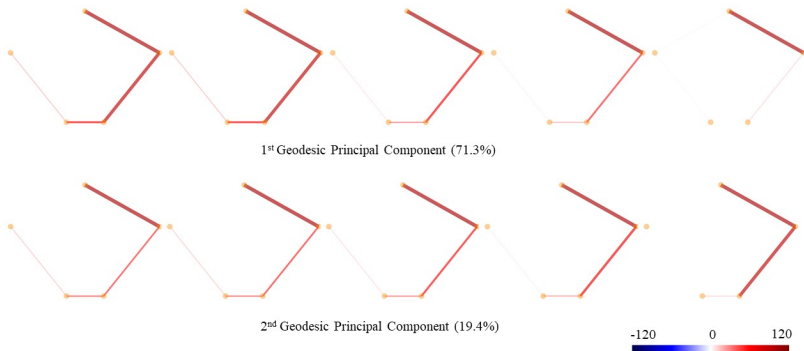 1st Geodesic Principal Component (71.3%)
2nd Geodesic Principal Component (19.4%)
-120 0 120